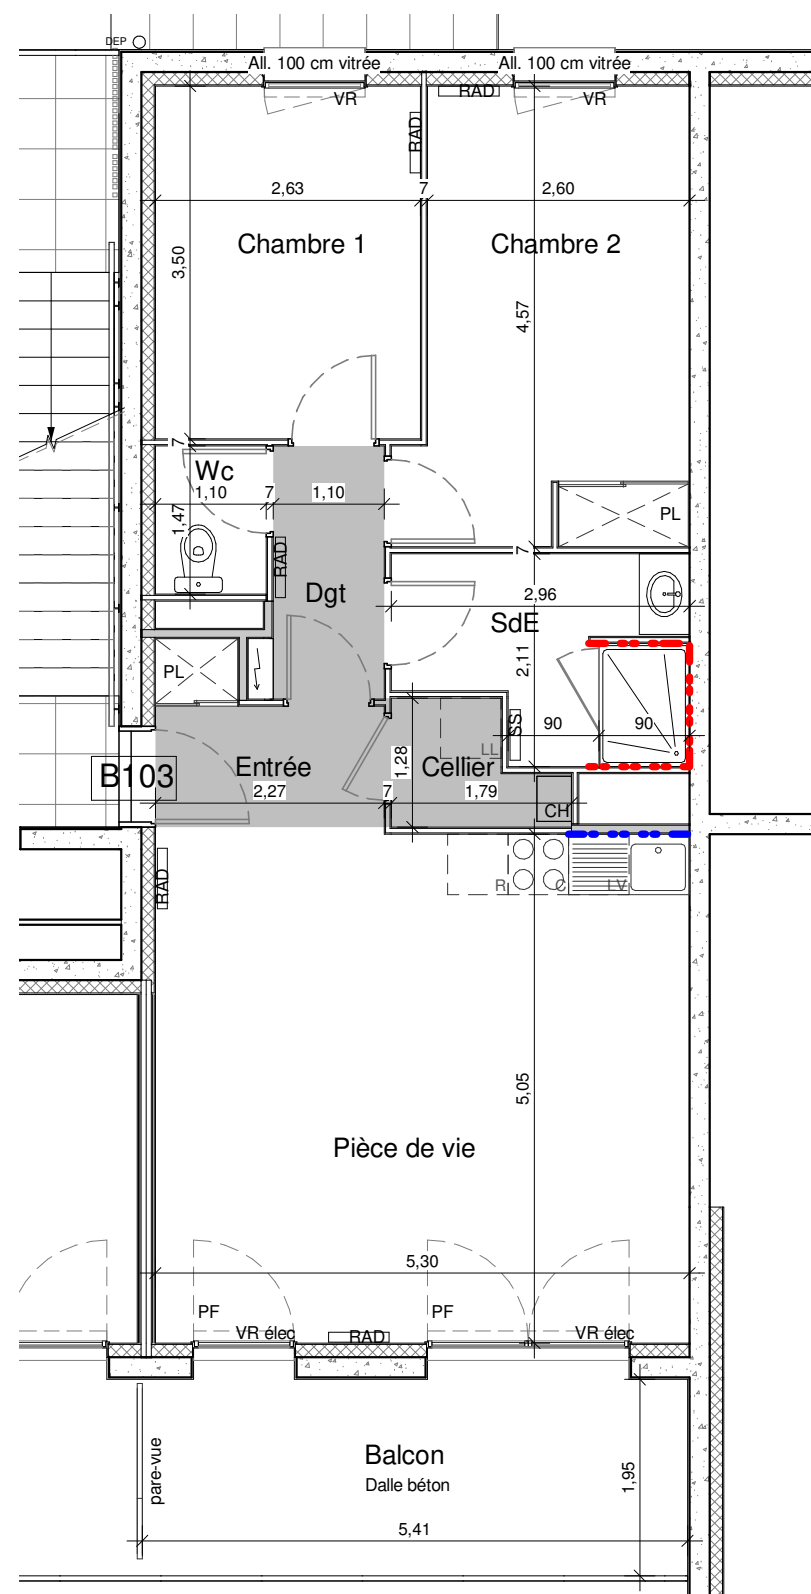 DEP
All. 100 cm vitrée
All. 100 cm vitrée
VR
RAD
VR
RAD
2,63
7
2,60
Chambre 1
Chambre 2
3,50
4,57
7
Wc
1,10
7
1,10
1,47
PL
RAD
7
Dgt
2,96
SdE
2,11
PL
SS
90
90
LL
B103
Entrée
1,28
Cellier
2,27
7
1,79
CH
RAD
R
C
LV
5,05
Pièce de vie
5,30
PF
PF
VR élec
RAD
VR élec
pare-vue
Balcon
Dalle béton
1,95
5,41